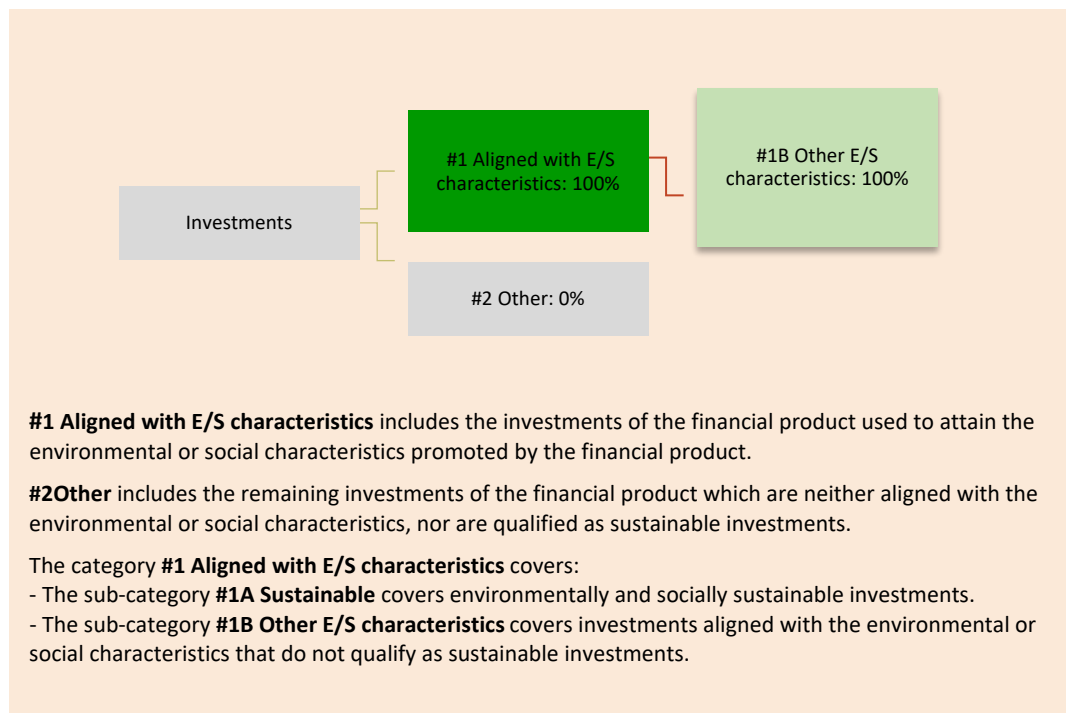 #1 Aligned with E/S
characteristics: 100%
#1B Other E/S
characteristics: 100%
Investments
#2 Other: 0%
#1 Aligned with E/S characteristics includes the investments of the financial product used to attain the
environmental or social characteristics promoted by the financial product.
#2Other includes the remaining investments of the financial product which are neither aligned with the
environmental or social characteristics, nor are qualified as sustainable investments.
The category #1 Aligned with E/S characteristics covers:
- The sub-category #1A Sustainable covers environmentally and socially sustainable investments.
- The sub-category #1B Other E/S characteristics covers investments aligned with the environmental or
social characteristics that do not qualify as sustainable investments.